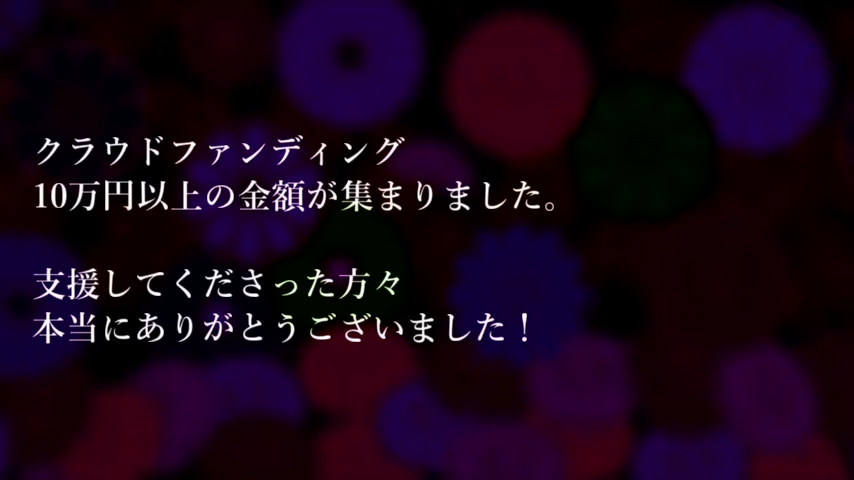 クラウドファンディング
10万円以上の金額が集まりました。
支援してくださった方々
本当にありがとうございました！